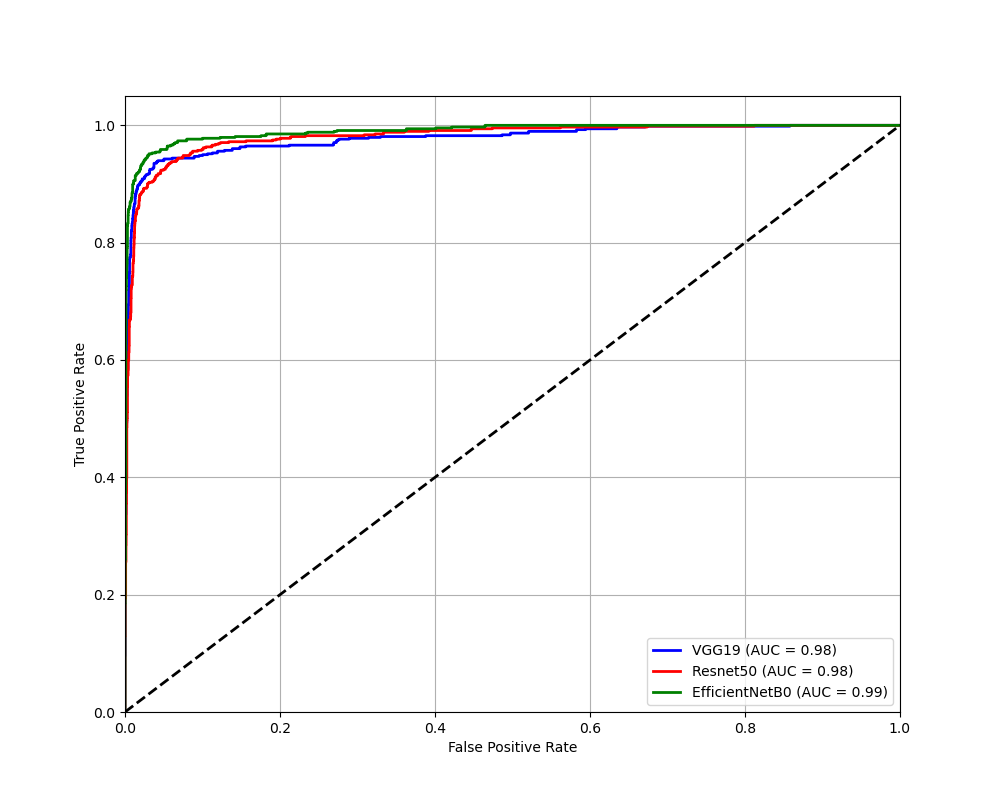 1.0
0.8
0.6
0.4
0.2
0.0
True Positive Rate
VGG19 (AUC = 0.98)
Resnet50 (AUC = 0.98)
EfficientNetB0 (AUC = 0.99)
0.0 0.2 0.4 0.6 0.8 1.0
False Positive Rate